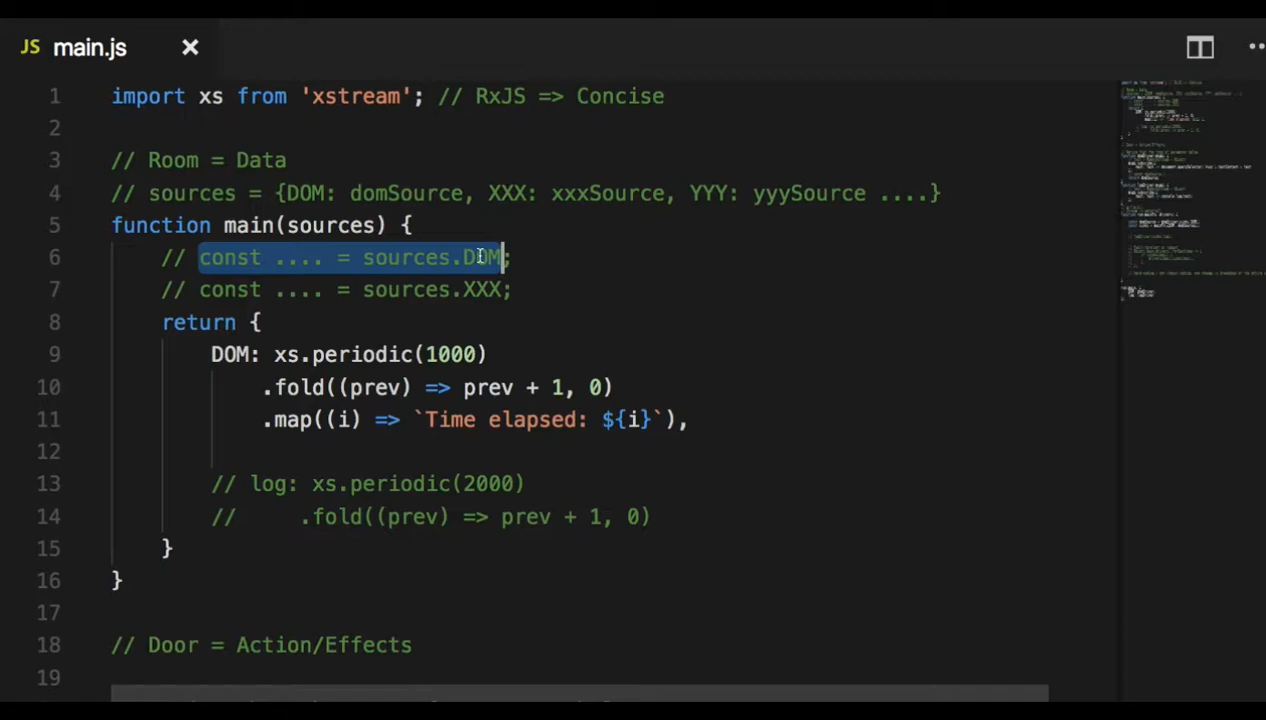 JS main.js ×
1 import xs from 'xstream'; // RxJS => Concise
2
3 // Room = Data
4 // sources = {DOM: domSource, XXX: xxxSource, YYY: yyySource ....}
5 function main(sources) {
6 // const .... = sources.DOM;
7 // const .... = sources.XXX;
8 return {
9 DOM: xs.periodic(1000)
10 .fold((prev) => prev + 1, 0)
11 .map((i) => `Time elapsed: ${i}`),
12
13 // log: xs.periodic(2000)
14 // .fold((prev) => prev + 1, 0)
15 }
16 }
17
18 // Door = Action/Effects
19